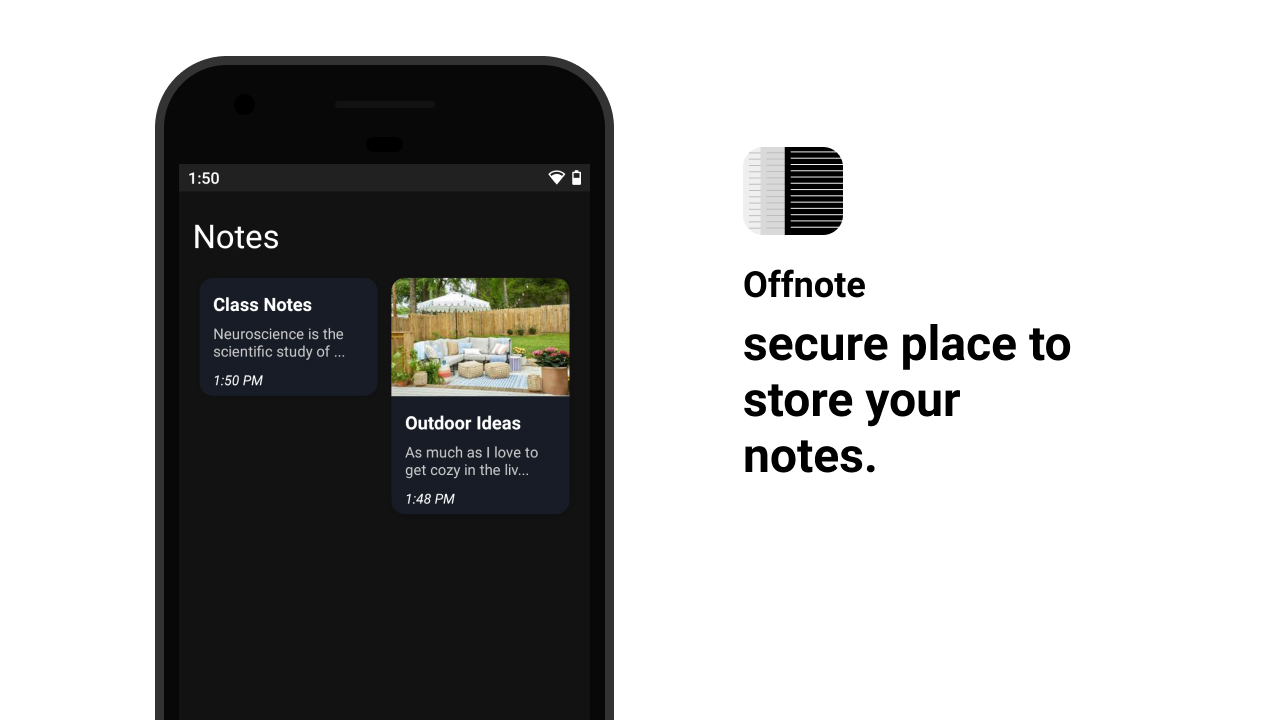 1:50
Notes
Class Notes
Neuroscience is the
scientific study of ...
1:50 PM
Outdoor Ideas
As much as I love to
get cozy in the liv...
1:48 PM
Offnote
secure place to
store your
notes.